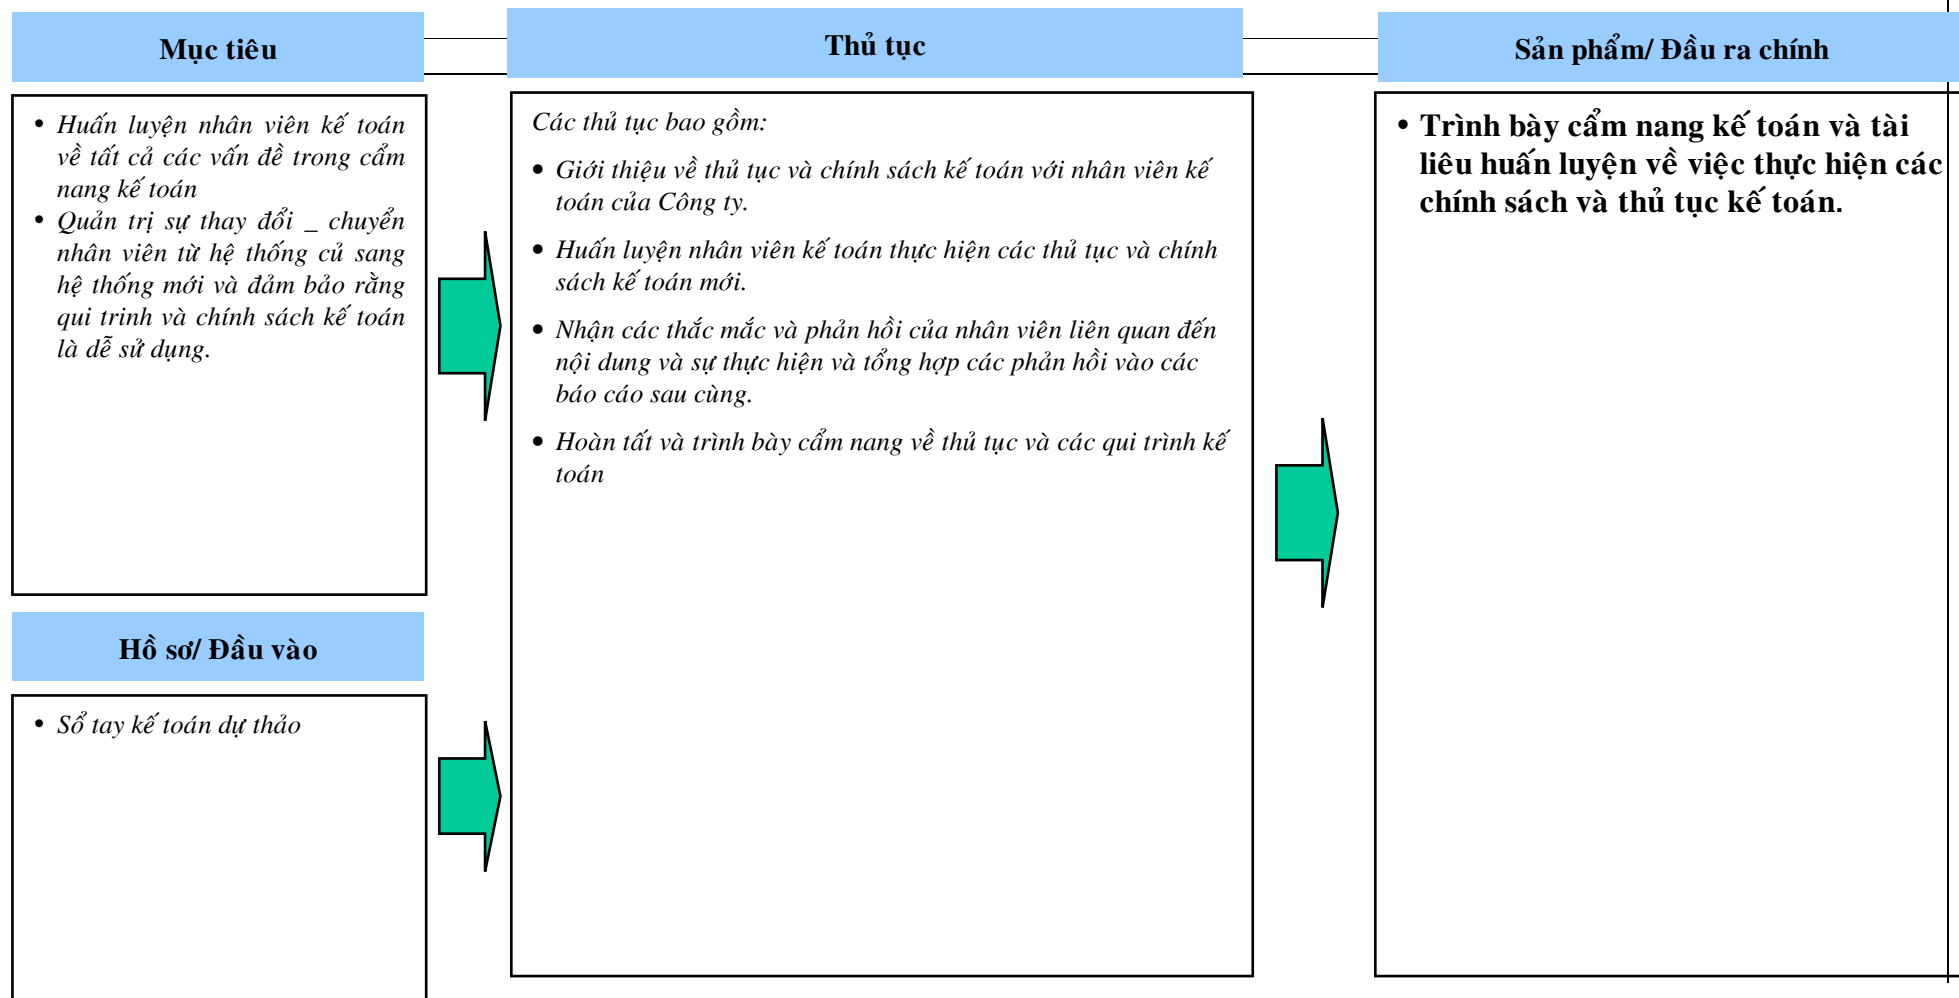 Mục tiêu
• Huấn luyện nhân viên kế toán
về tất cả các vấn đề trong cẩm
nang kế toán
• Quản trị sự thay đổi _ chuyển
nhân viên từ hệ thống củ sang
hệ thống mới và đảm bảo rằng
qui trinh và chính sách kế toán
là dễ sử dụng.
Hồ sơ/ Đầu vào
• Sổ tay kế toán dự thảo
Thủ tục
Các thủ tục bao gồm:
• Giới thiệu về thủ tục và chính sách kế toán với nhân viên kế
toán của Công ty.
• Huấn luyện nhân viên kế toán thực hiện các thủ tục và chính
sách kế toán mới.
• Nhận các thắc mắc và phản hồi của nhân viên liên quan đến
nội dung và sự thực hiện và tổng hợp các phản hồi vào các
báo cáo sau cùng.
• Hoàn tất và trình bày cẩm nang về thủ tục và các qui trình kế
toán
Sản phẩm/ Đầu ra chính
• Trình bày cẩm nang kế toán và tài
liêu huấn luyện về việc thực hiện các
chính sách và thủ tục kế toán.